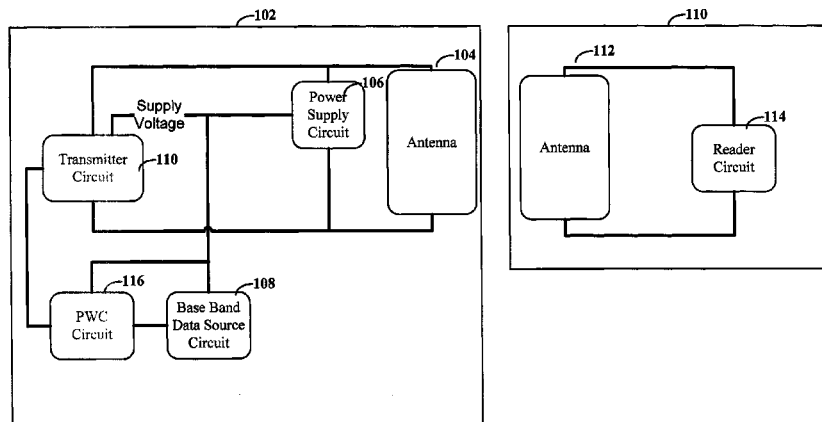 102
110
104
112
106
Power
Supply
Circuit
Supply
Voltage
114
Antenna
Antenna
Reader
Circuit
Transmitter
Circuit
110
116
108
PWC
Circuit
Base Band
Data Source
Circuit